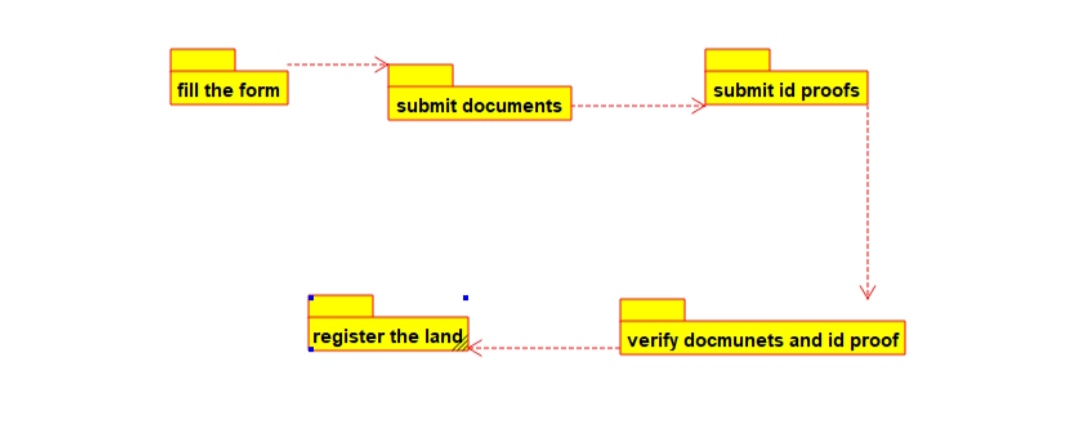 fill the form
submit documents
submit id proofs
register the land
verify docmunets and id proof